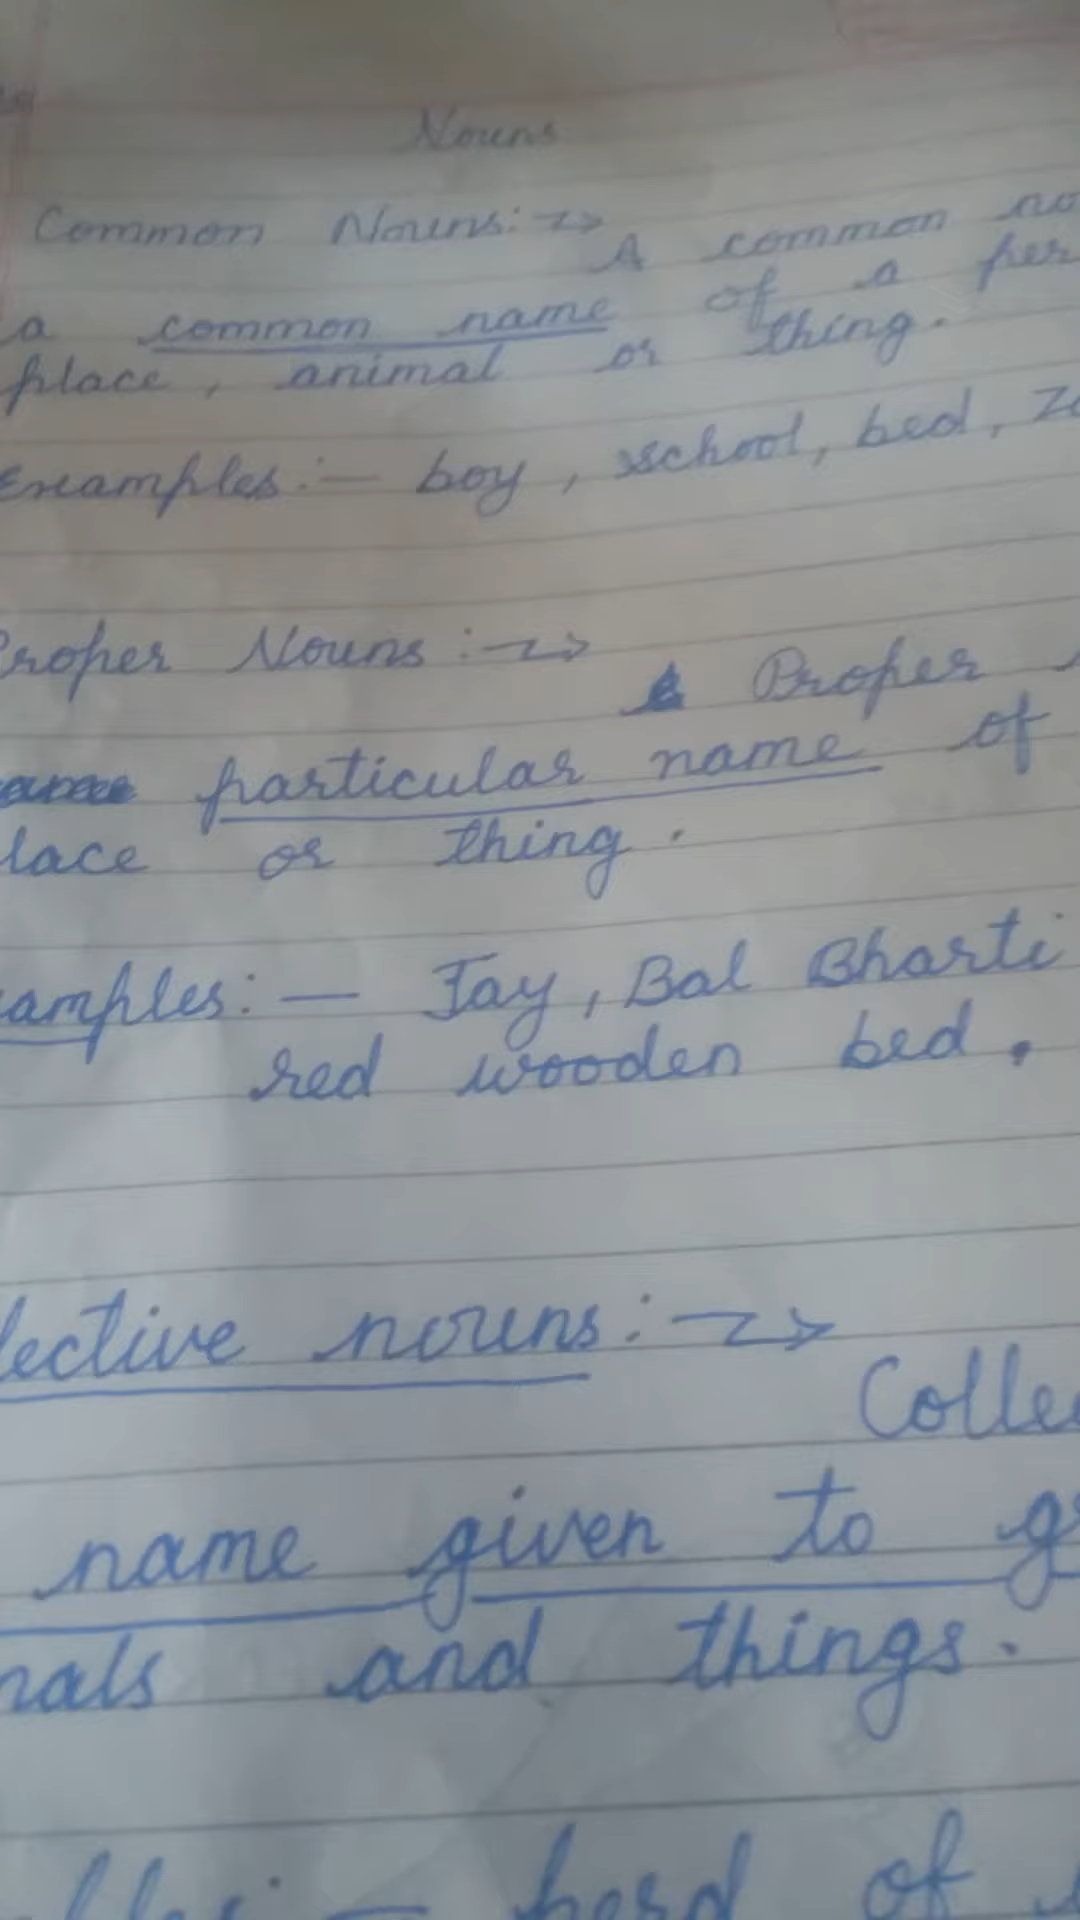 Nouns
Common Nouns:->
A common no
a common name of a per
place, animal or thing.
Examples:- boy, school, bed, zo
Proper Nouns:->
Proper
particular name of
lace or thing.
amples:- Jay, Bal Bharti
red wooden bed.
lective nouns:->
Colle
name given to g
nals and things.
herd of